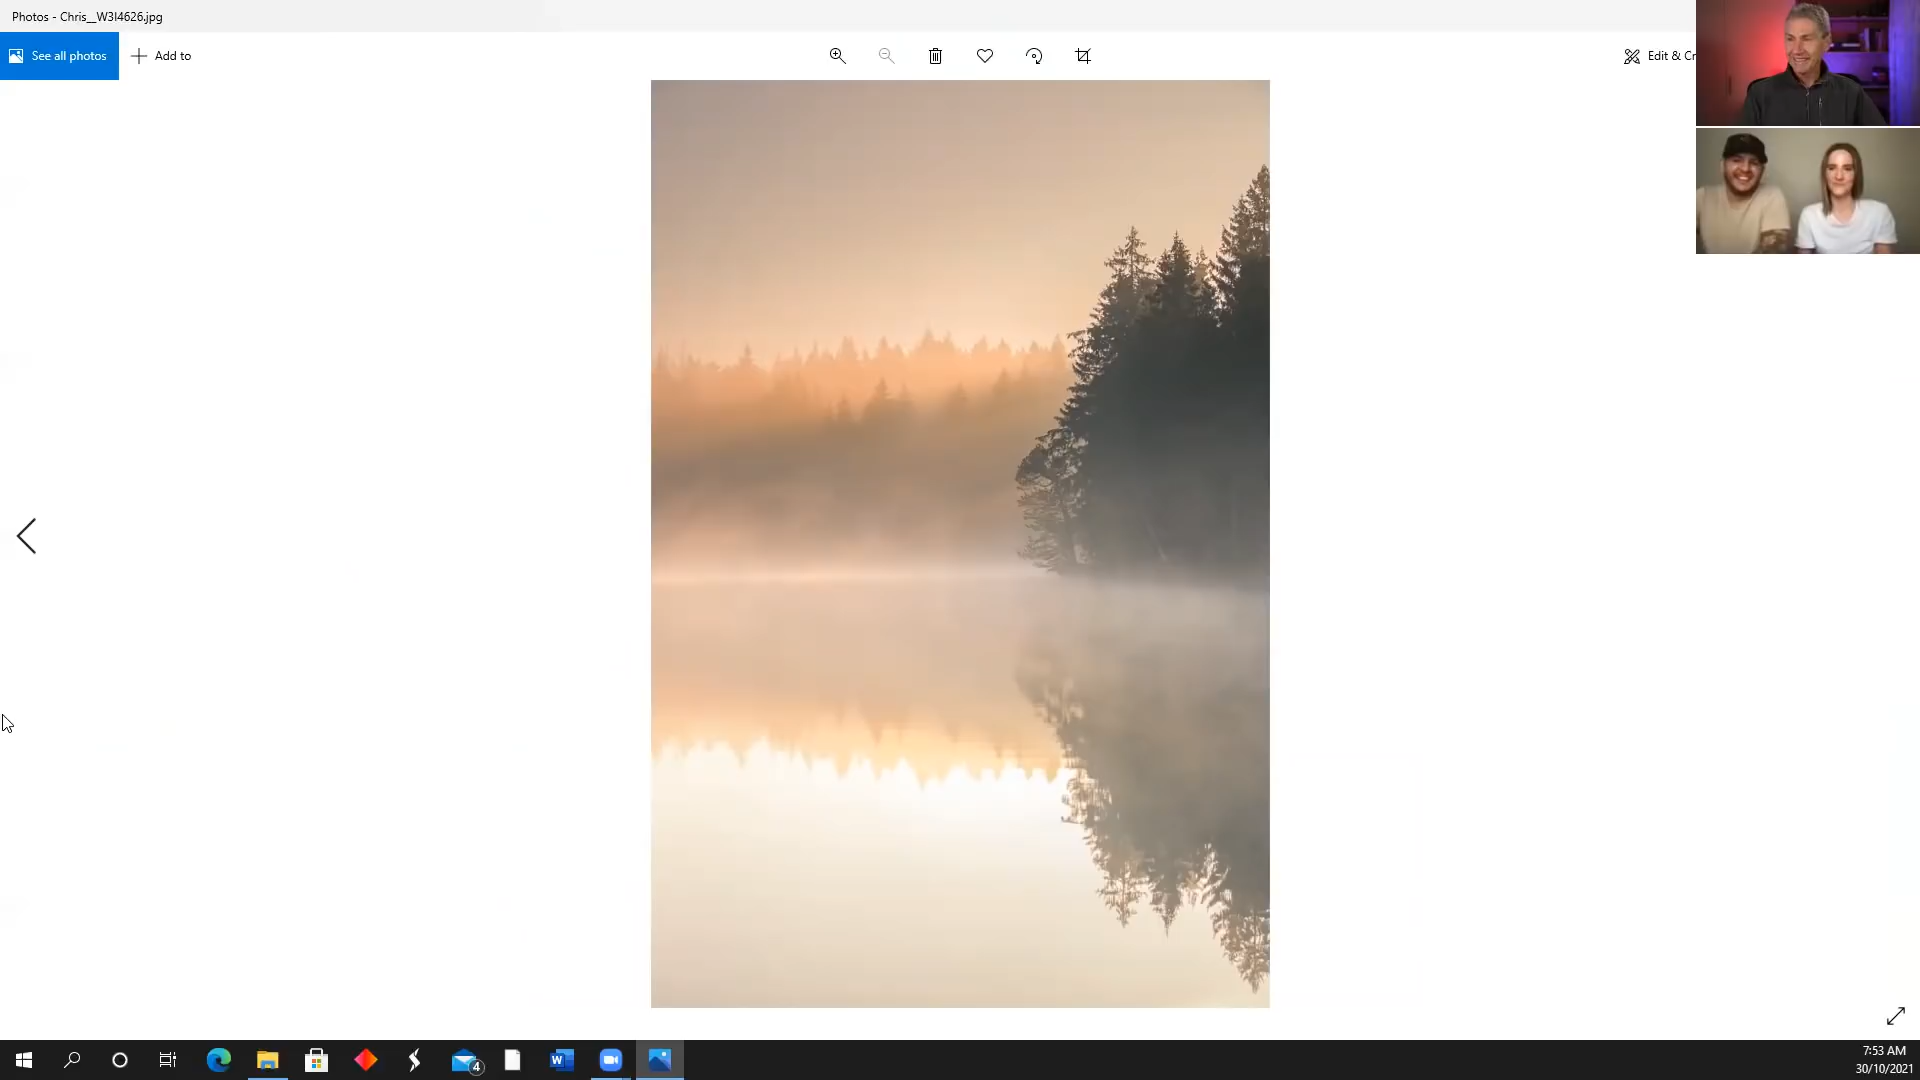 Photos - Chris__W3I4626.jpg
See all photos
Add to
Edit & Cr
4
W
7:53 AM
30/10/2021